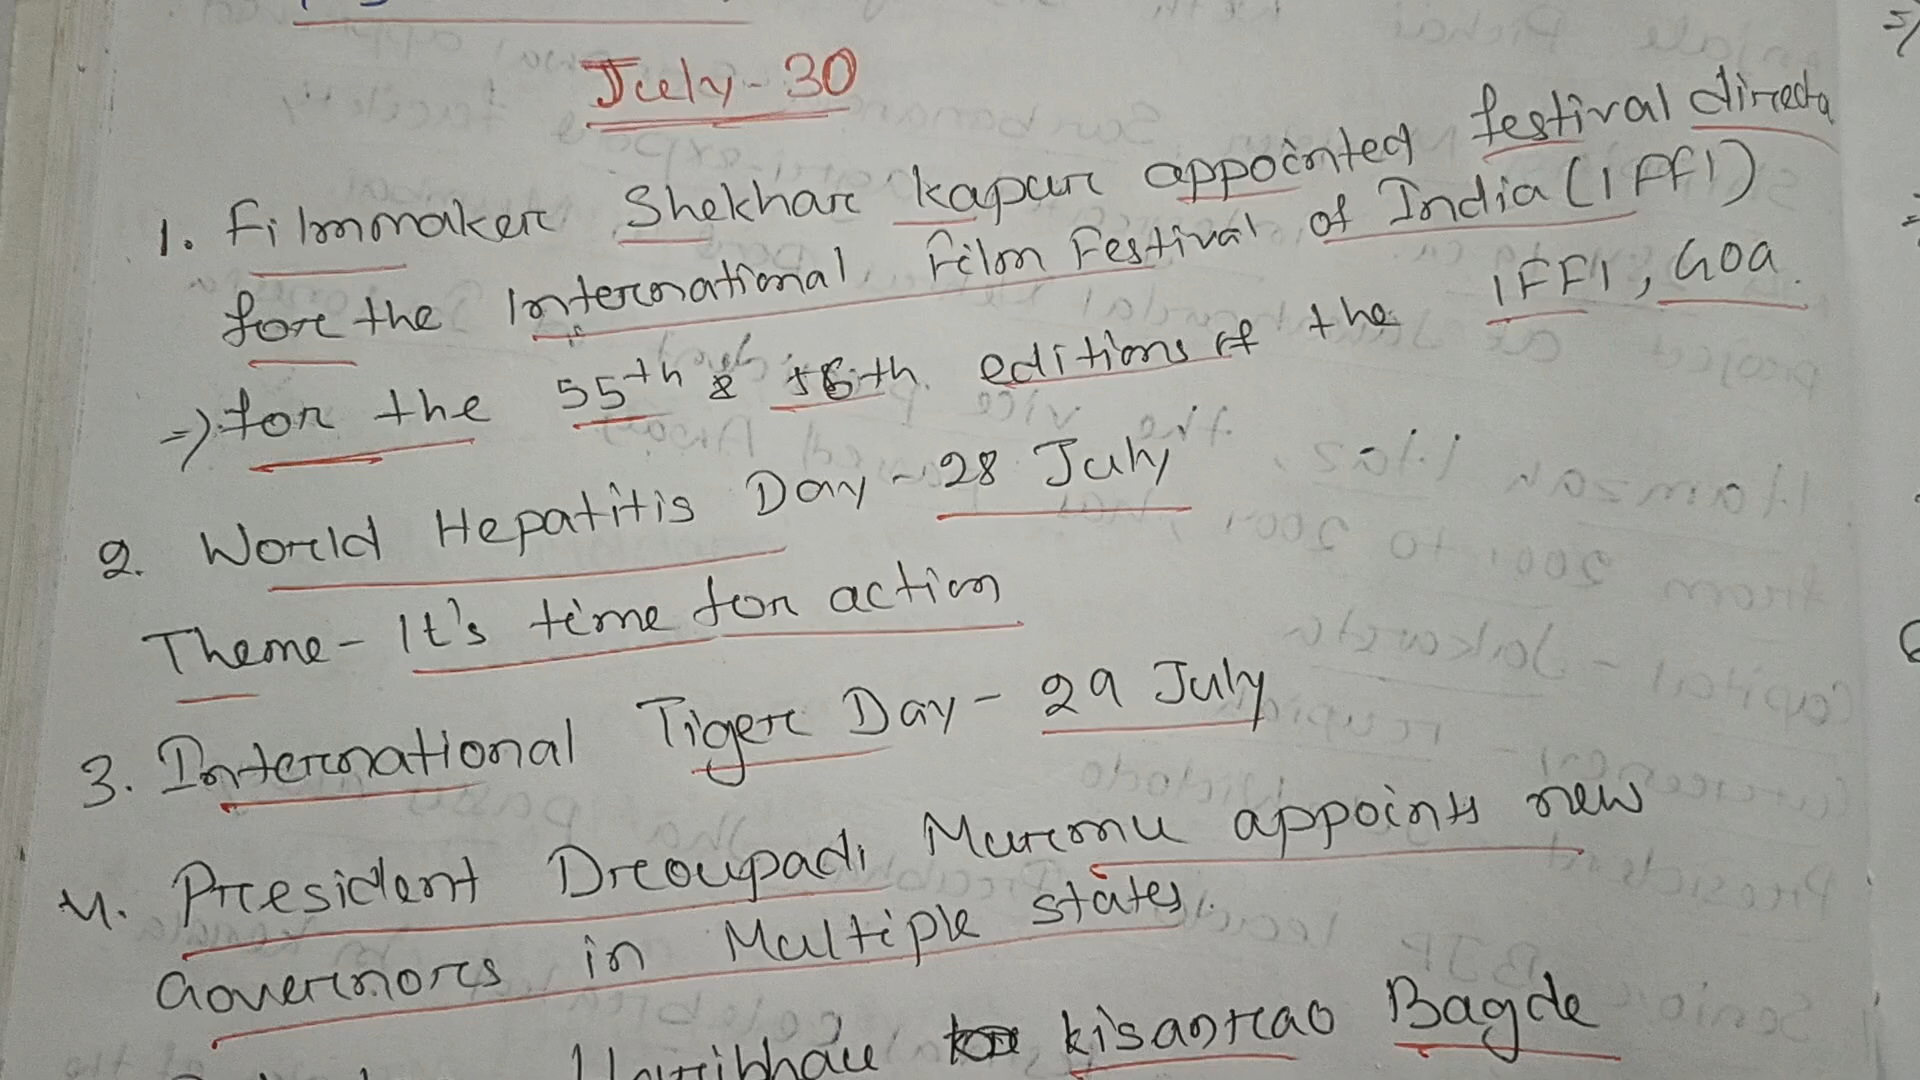 July - 30
1. Filmmaker Shekhar kapur appointed festival directo
for the International Film Festival of India (IFFI)
=> for the 55th & 56th editions of the IFFI, Goa.
2. World Hepatitis Day - 28 July
Theme - It's time for action
3. International Tiger Day - 29 July
4. President Droupadi Murmu appoints new
Governors in Multiple states.
Haribhau kisanrao Bagde